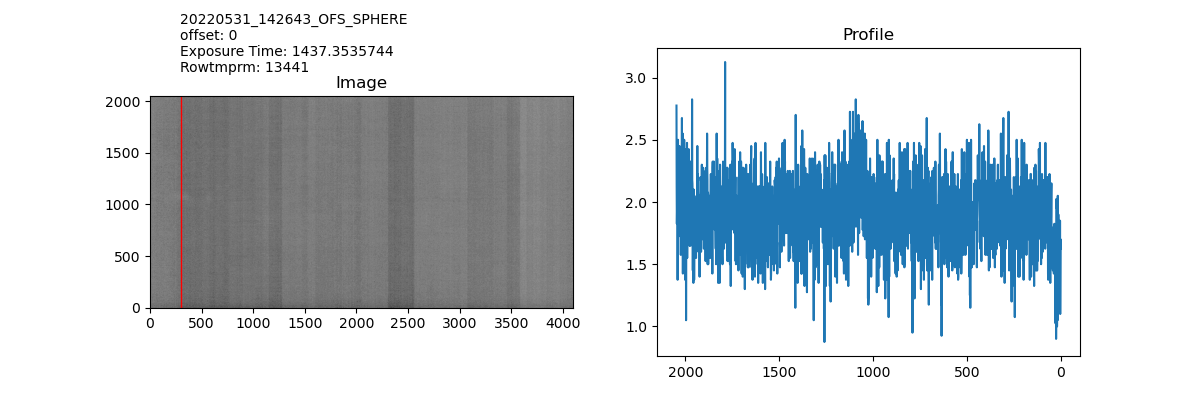 20220531_142643_OFS_SPHERE
offset: 0
Exposure Time: 1437.3535744
Rowtmprm: 13441
Image
2000
1500
1000
500
0
0 500 1000 1500 2000 2500 3000 3500 4000
Profile
3.0
2.5
2.0
1.5
1.0
2000 1500 1000 500 0